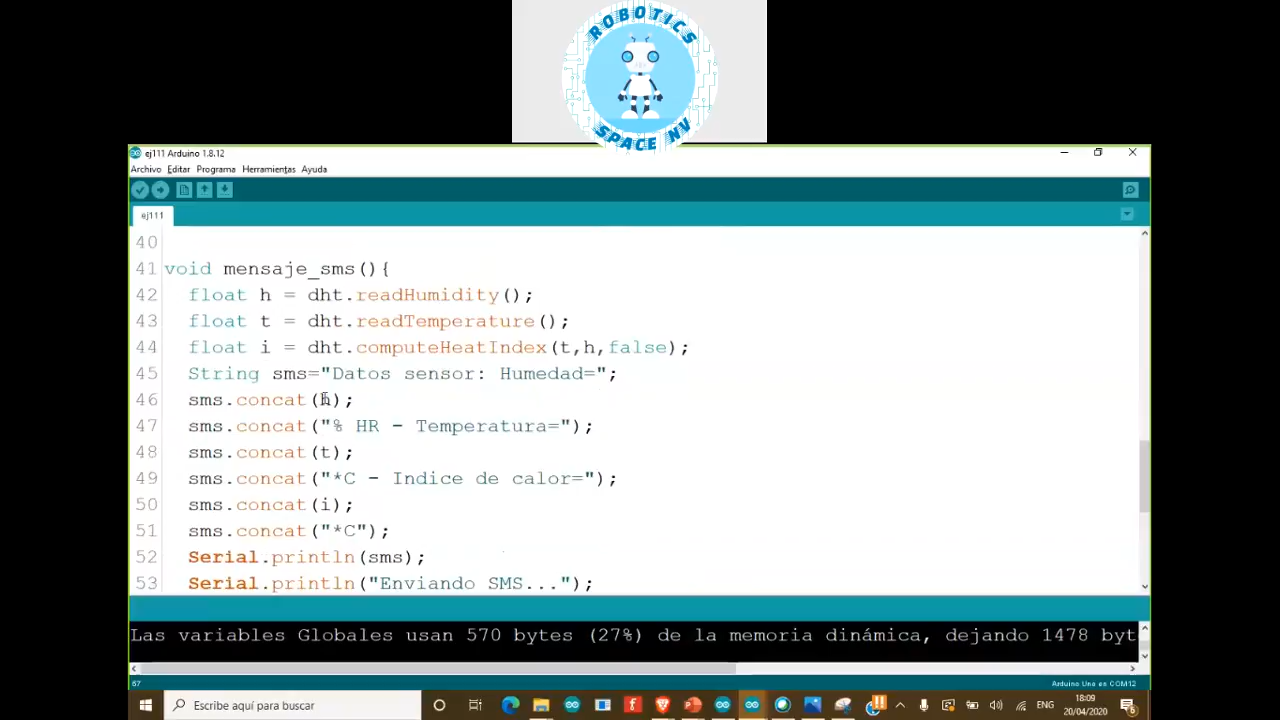 ROBOTICS
SPACE NV
ej111 Arduino 1.8.12
Archivo Editar Programa Herramientas Ayuda
ej111
40
41 void mensaje_sms(){
42 float h = dht.readHumidity();
43 float t = dht.readTemperature();
44 float i = dht.computeHeatIndex(t,h,false);
45 String sms="Datos sensor: Humedad=";
46 sms.concat(h);
47 sms.concat("% HR - Temperatura=");
48 sms.concat(t);
49 sms.concat("*C - Indice de calor=");
50 sms.concat(i);
51 sms.concat("*C");
52 Serial.println(sms);
53 Serial.println("Enviando SMS...");
Las variables Globales usan 570 bytes (27%) de la memoria dinámica, dejando 1478 byt
67 Arduino Uno en COM12
Escribe aquí para buscar
ENG
18:09
20/04/2020